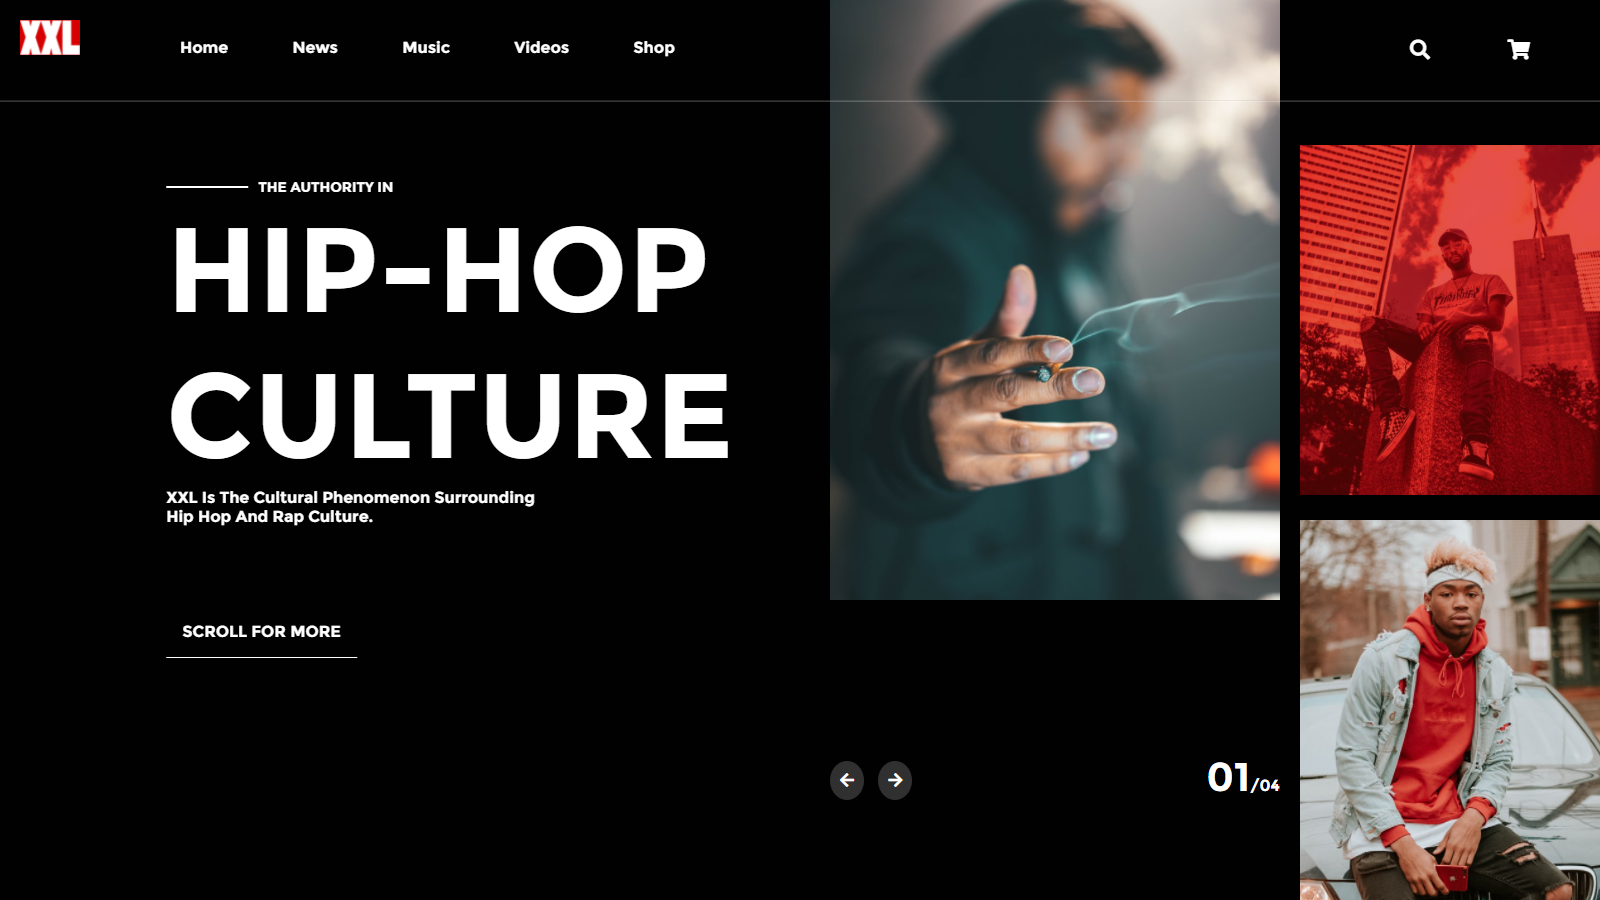 XXL
Home News Music Videos Shop
THE AUTHORITY IN
HIP-HOP
CULTURE
XXL Is The Cultural Phenomenon Surrounding
Hip Hop And Rap Culture.
SCROLL FOR MORE
01/04